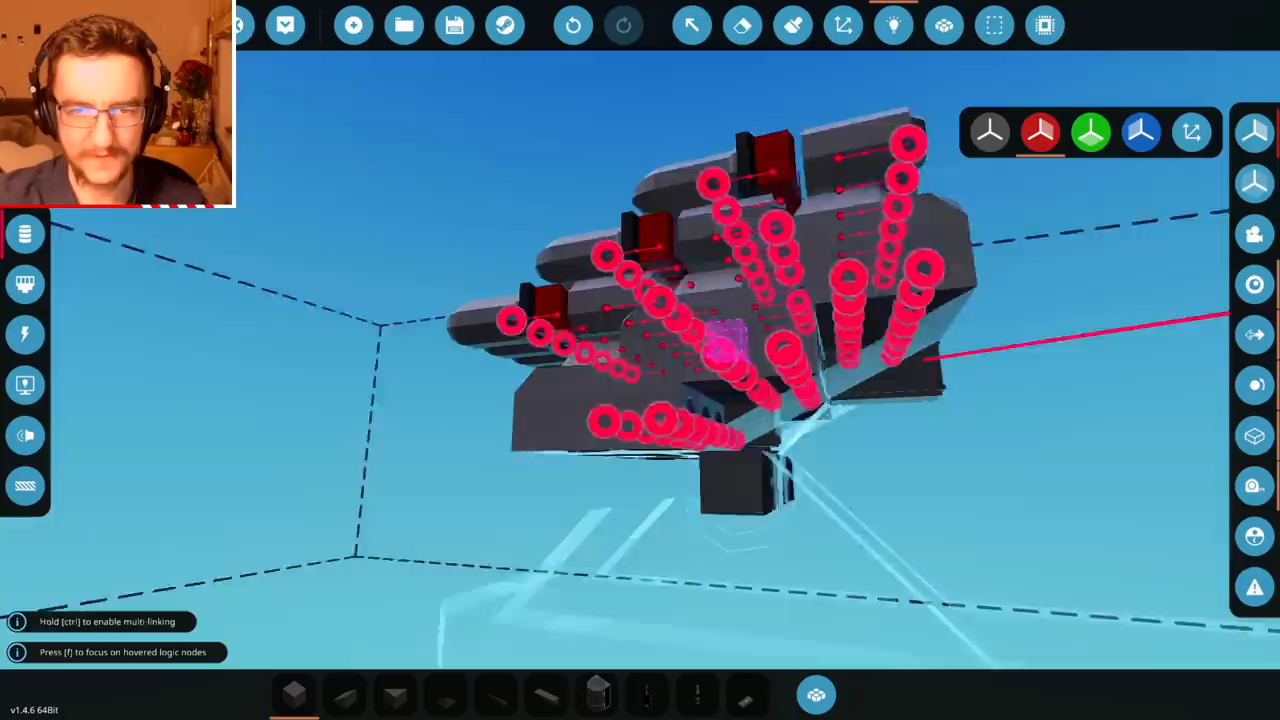 Hold [ctrl] to enable multi-linking
Press [f] to focus on hovered logic nodes
v1.4.6 64Bit